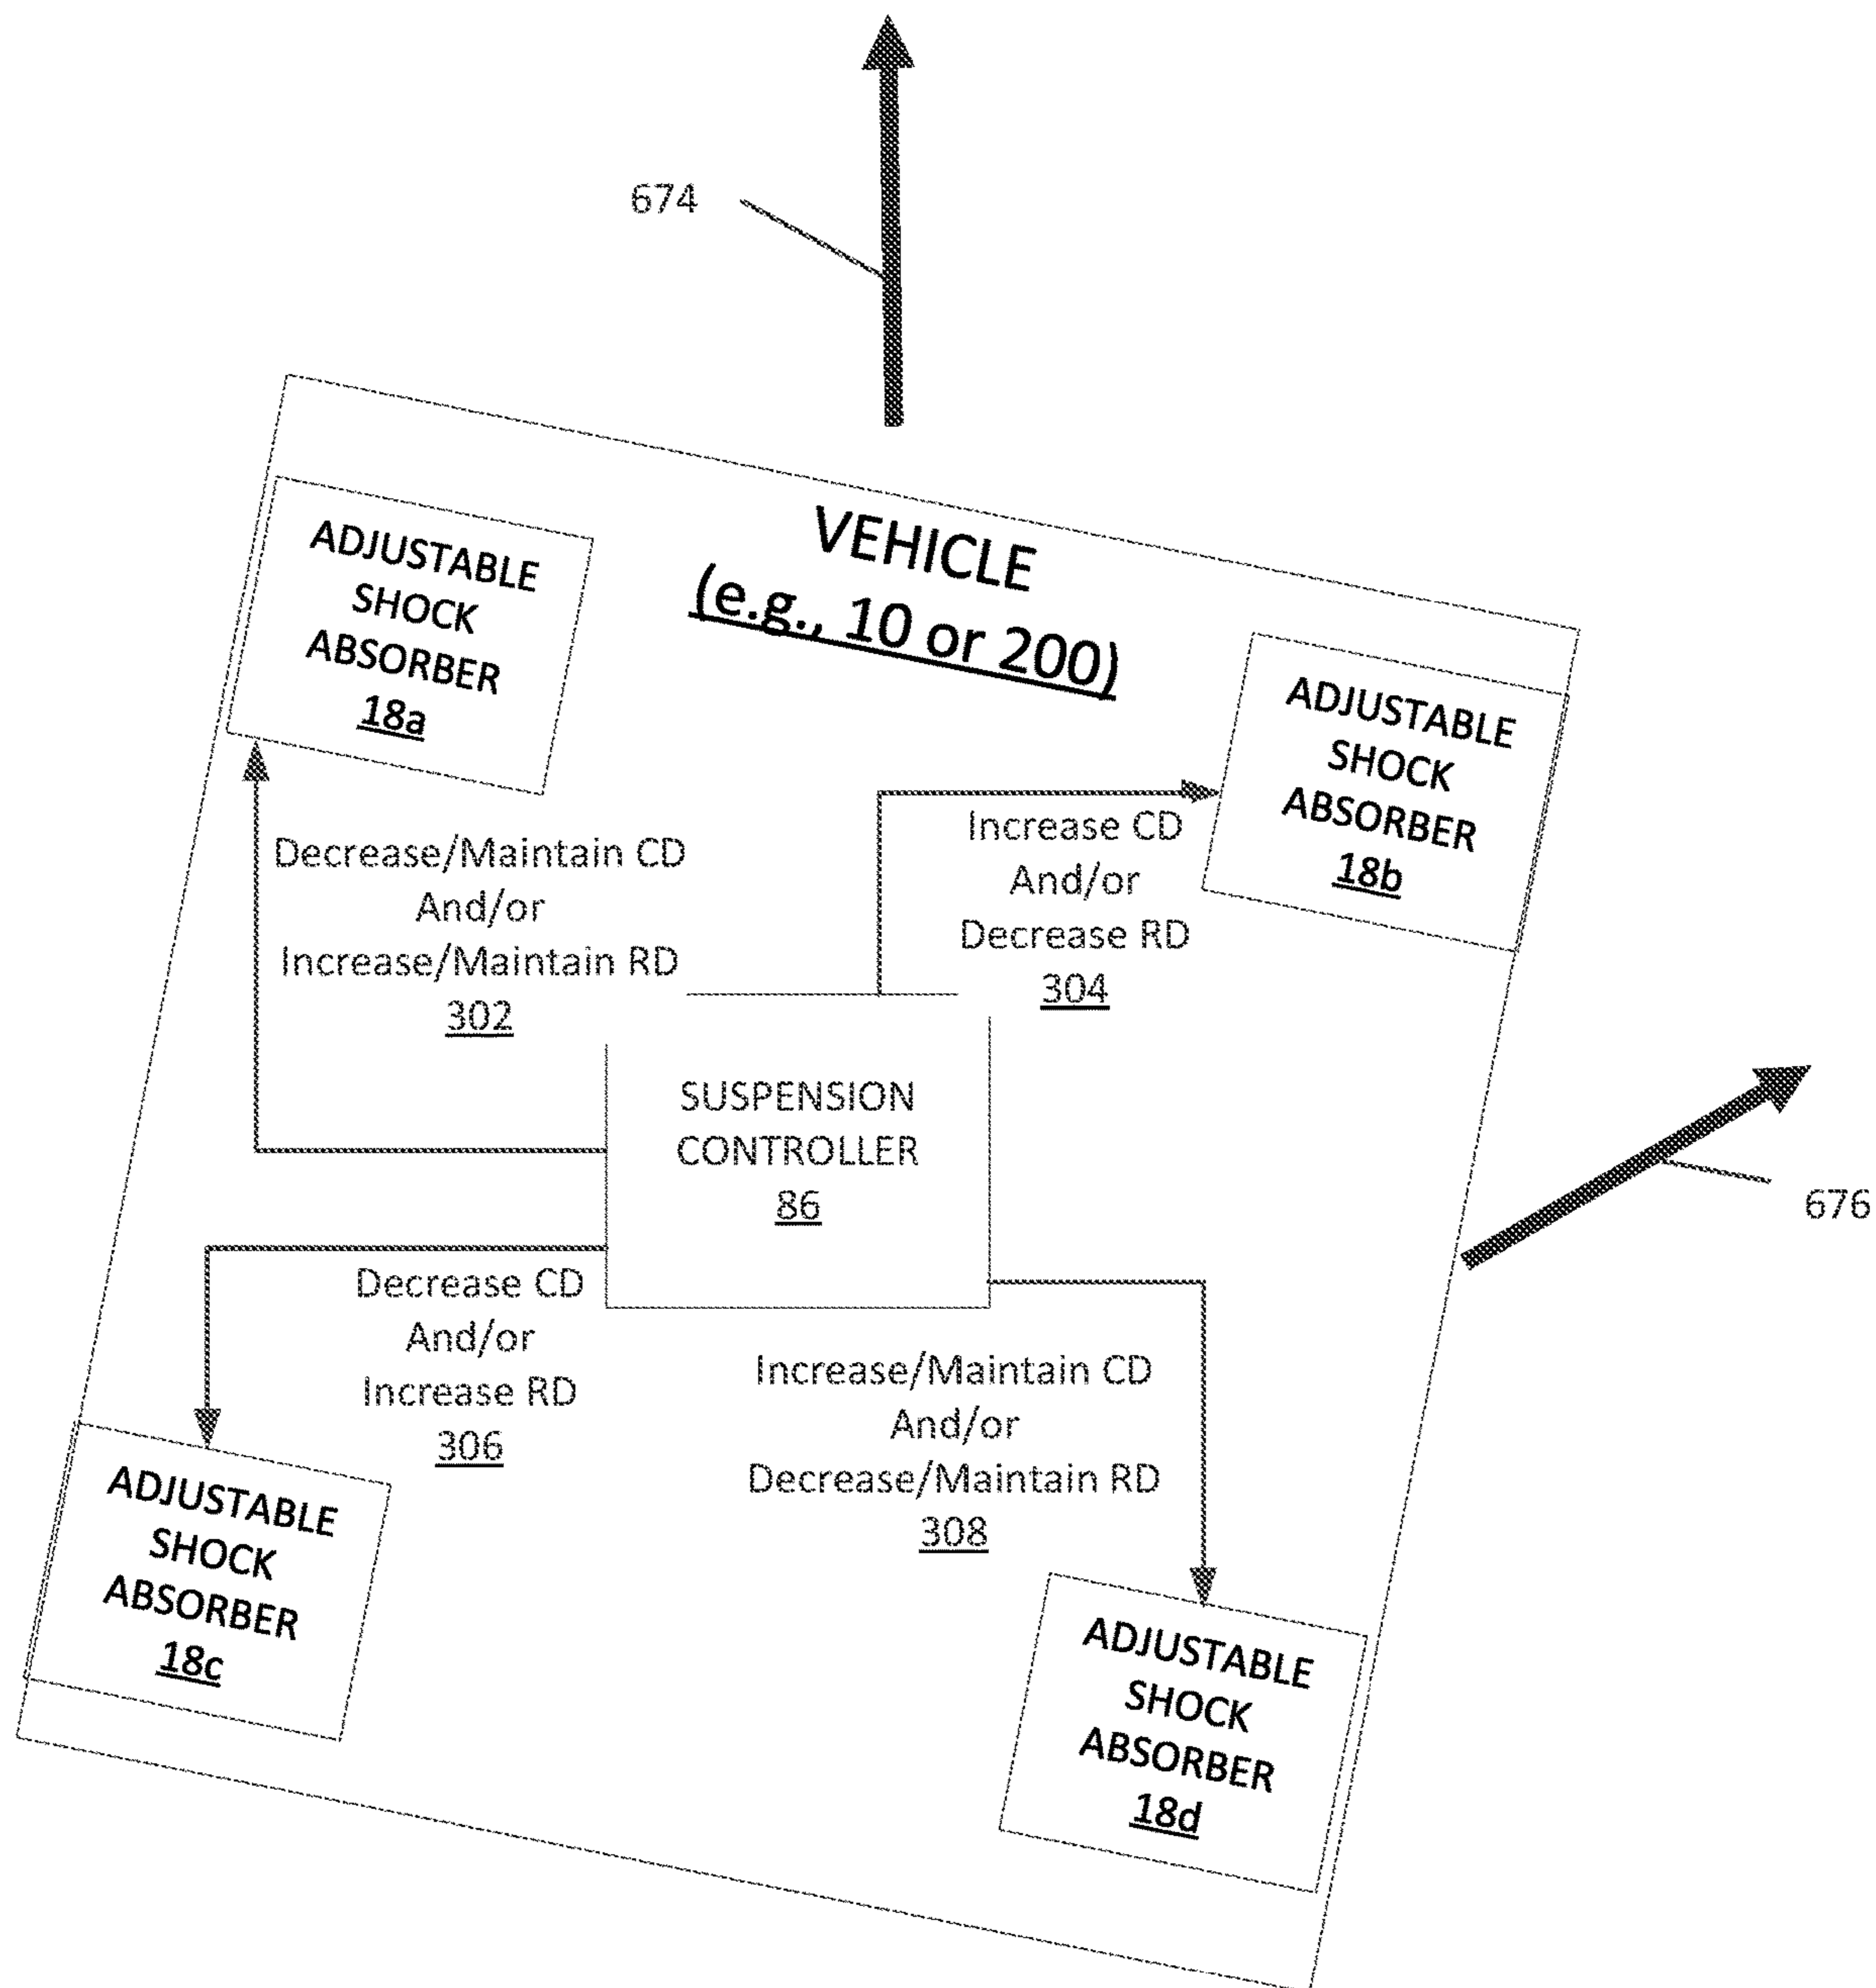 674
VEHICLE
(e.g., 10 or 200)
ADJUSTABLE
SHOCK
ABSORBER
18a
ADJUSTABLE
SHOCK
ABSORBER
18b
Decrease/Maintain CD
And/or
Increase/Maintain RD
302
Increase CD
And/or
Decrease RD
304
SUSPENSION
CONTROLLER
86
676
Decrease CD
And/or
Increase RD
306
Increase/Maintain CD
And/or
Decrease/Maintain RD
308
ADJUSTABLE
SHOCK
ABSORBER
18c
ADJUSTABLE
SHOCK
ABSORBER
18d